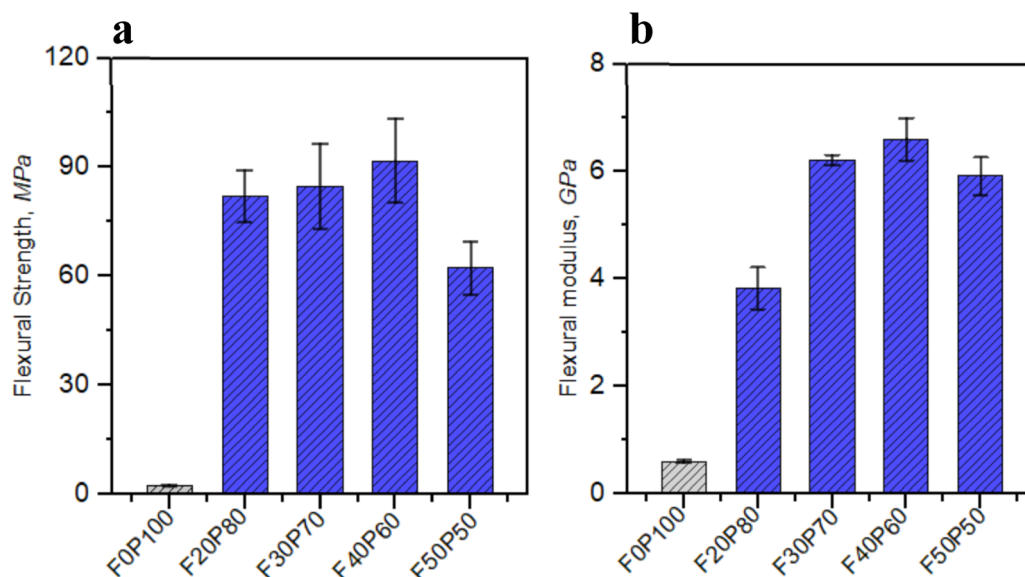 a
Flexural Strength, MPa
120
90
60
30
0
F0P100
F20P80
F30P70
F40P60
F50P50
b
Flexural modulus, GPa
8
6
4
2
0
F0P100
F20P80
F30P70
F40P60
F50P50